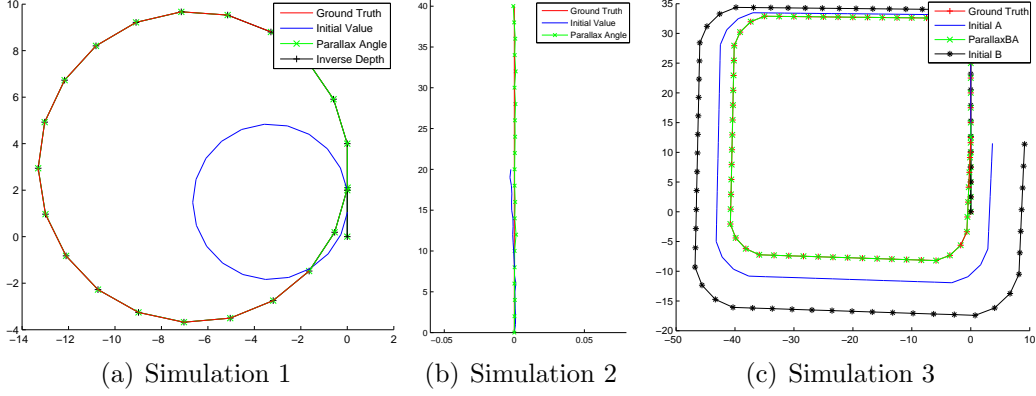 Ground Truth
Initial Value
Parallax Angle
Inverse Depth
10
8
6
4
2
0
−2
−4
−14 −12 −10 −8 −6 −4 −2 0 2
(a) Simulation 1
Ground Truth
Initial Value
Parallax Angle
40
35
30
25
20
15
10
5
0
−0.05 0 0.05
(b) Simulation 2
Ground Truth
Initial A
ParallaxBA
Initial B
35
30
25
20
15
10
5
0
−5
−10
−15
−20
−50 −40 −30 −20 −10 0 10
(c) Simulation 3